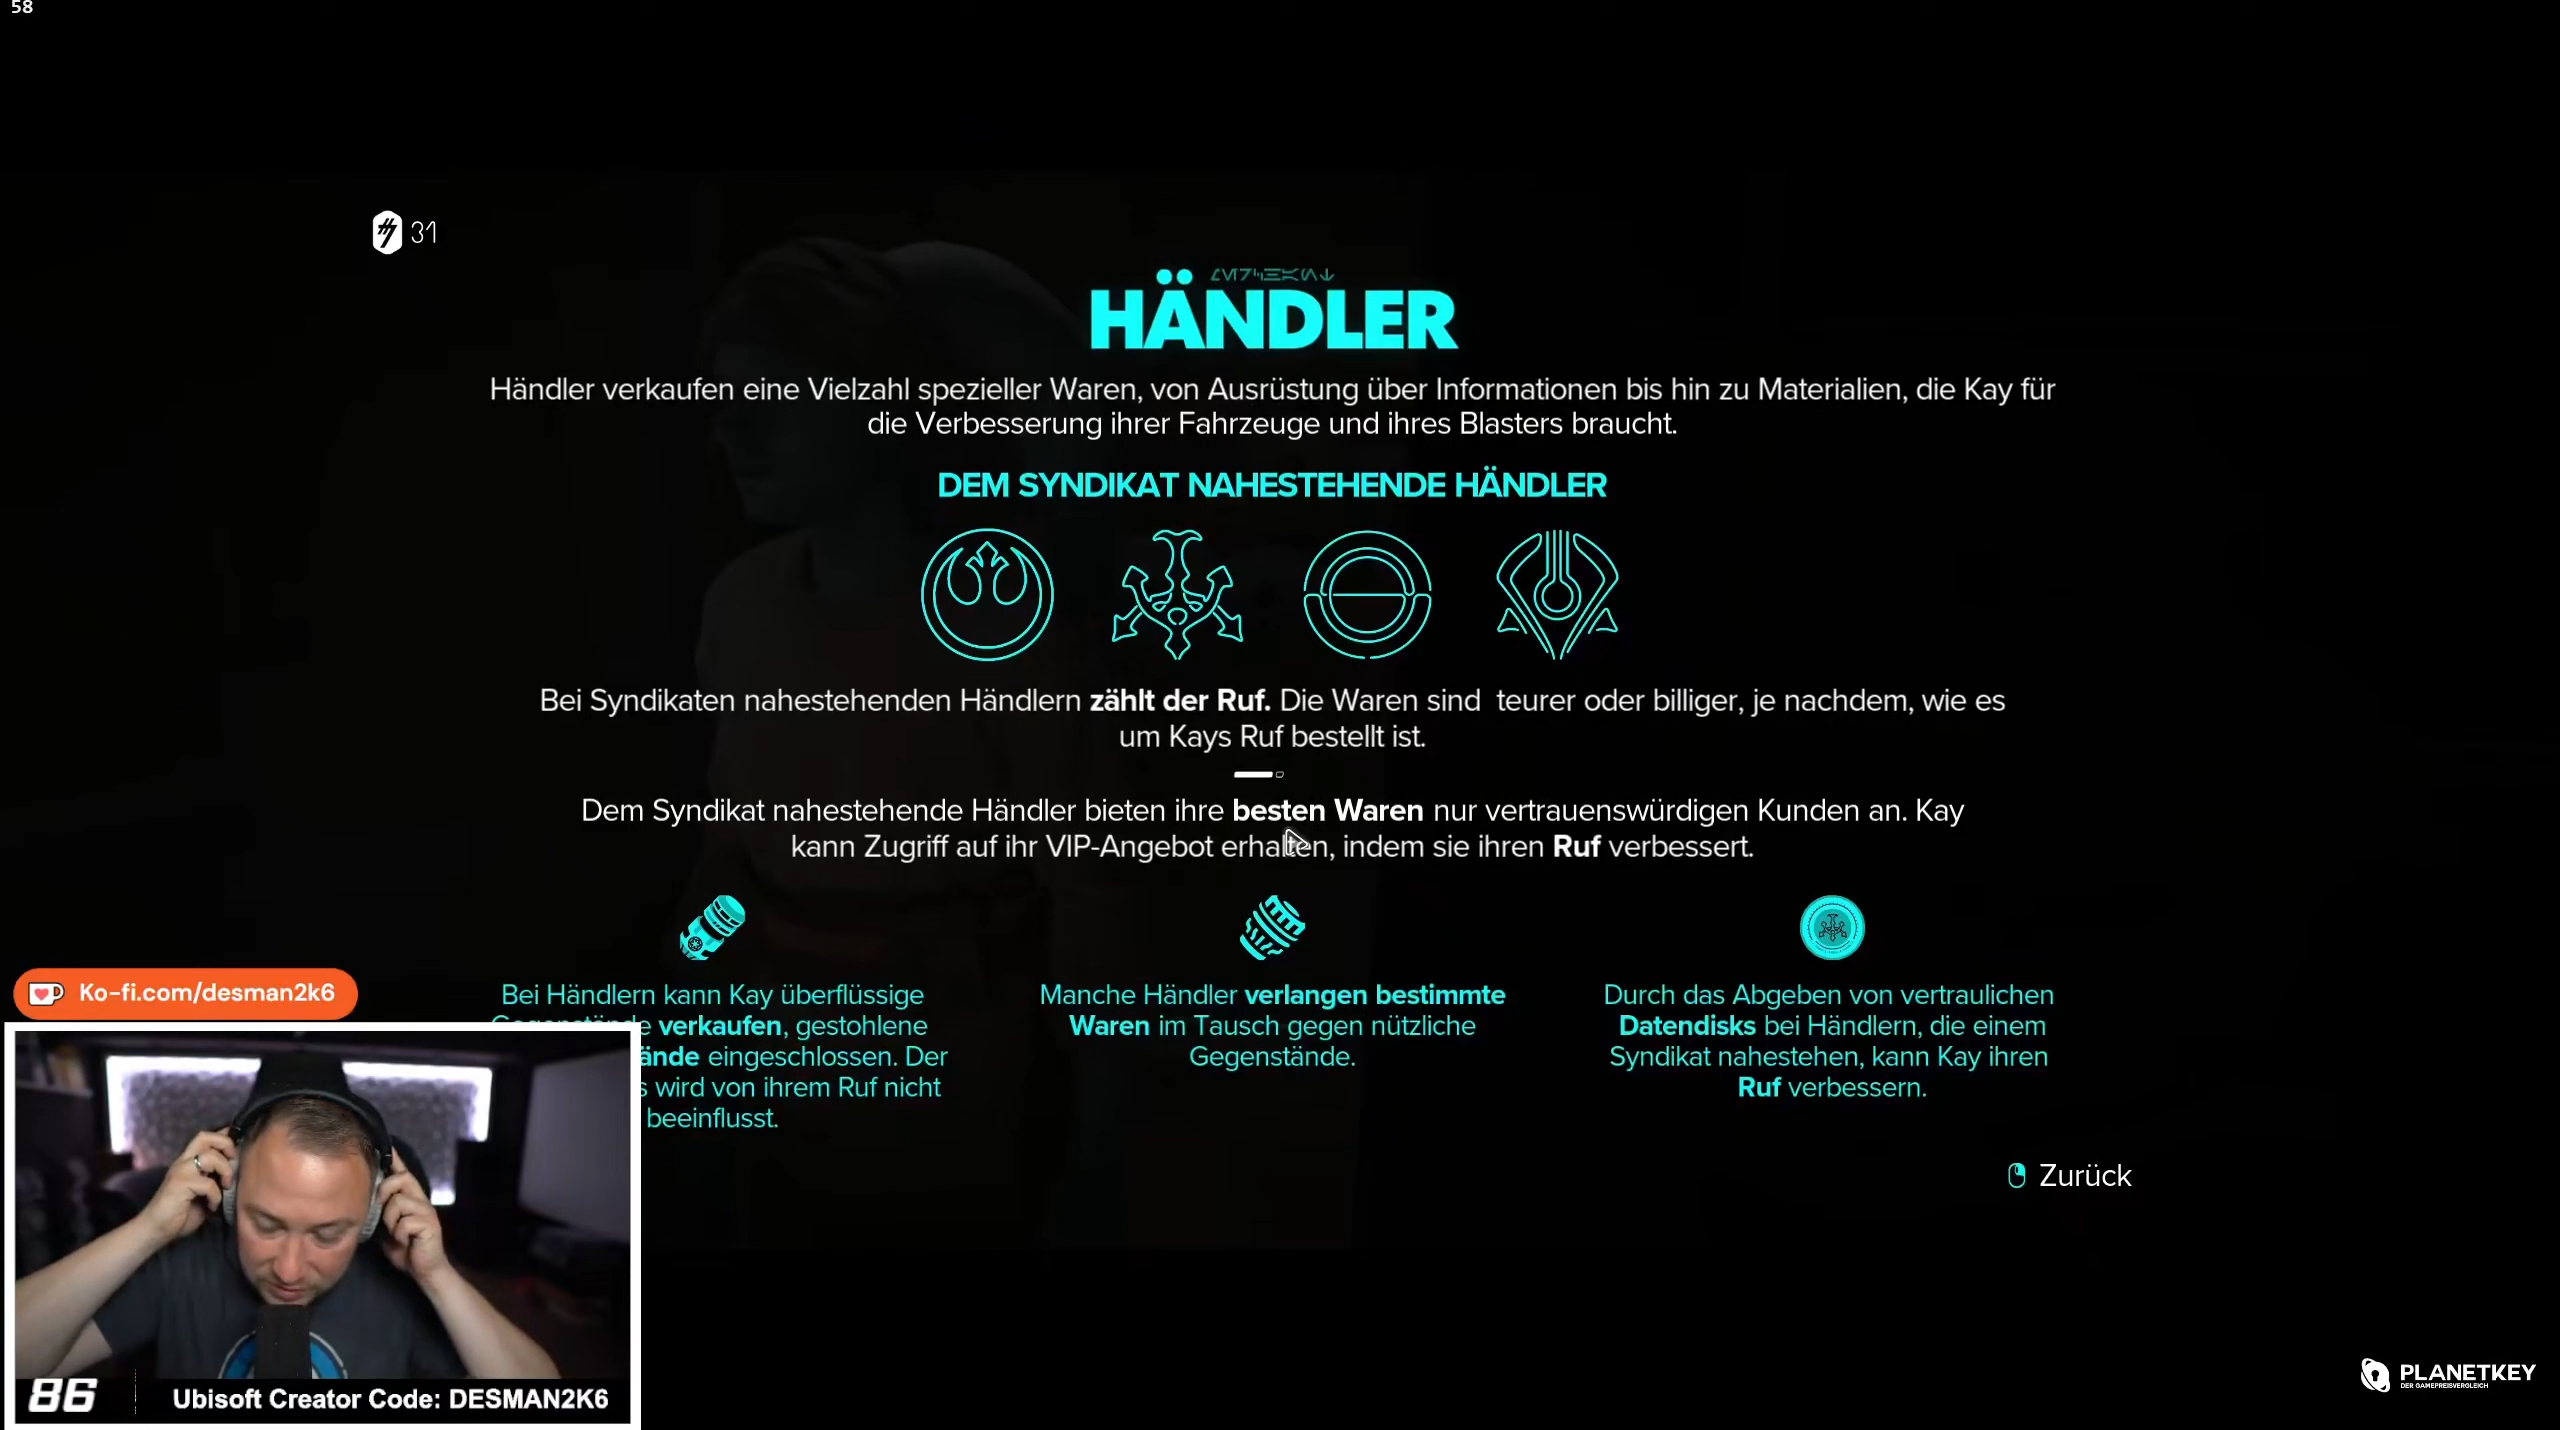 58
31
HÄNDLER
Händler verkaufen eine Vielzahl spezieller Waren, von Ausrüstung über Informationen bis hin zu Materialien, die Kay für
die Verbesserung ihrer Fahrzeuge und ihres Blasters braucht.
DEM SYNDIKAT NAHESTEHENDE HÄNDLER
Bei Syndikaten nahestehenden Händlern zählt der Ruf. Die Waren sind teurer oder billiger, je nachdem, wie es
um Kays Ruf bestellt ist.
Dem Syndikat nahestehende Händler bieten ihre besten Waren nur vertrauenswürdigen Kunden an. Kay
kann Zugriff auf ihr VIP-Angebot erhalten, indem sie ihren Ruf verbessert.
Bei Händlern kann Kay überflüssige
verkaufen, gestohlene
eingeschlossen. Der
wird von ihrem Ruf nicht
beeinflusst.
Manche Händler verlangen bestimmte
Waren im Tausch gegen nützliche
Gegenstände.
Durch das Abgeben von vertraulichen
Datendisks bei Händlern, die einem
Syndikat nahestehen, kann Kay ihren
Ruf verbessern.
Zurück
Ko-fi.com/desman2k6
86
Ubisoft Creator Code: DESMAN2K6
PLANETKEY
DER GAMEPREISVERGLEICH